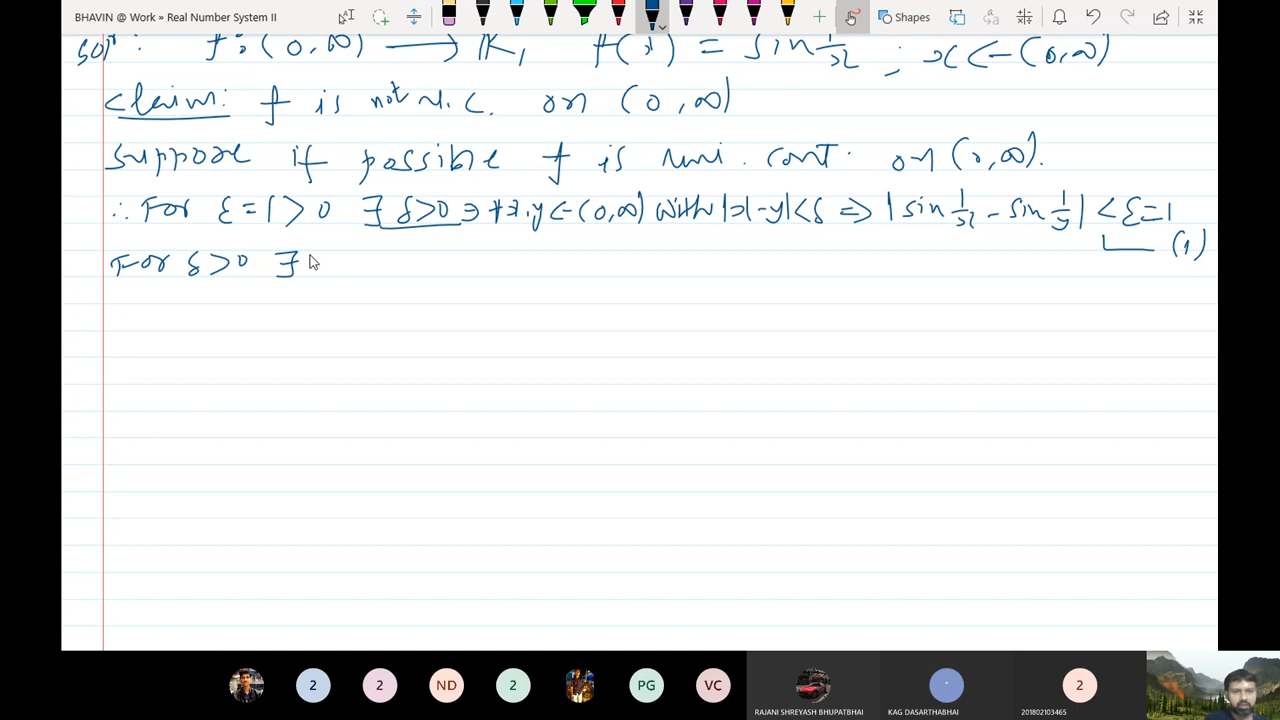 BHAVIN @ Work » Real Number System II
Shapes
Solⁿ: f:(0,∞) ⟶ R, f(x) = sin 1/x ; x∈(0,∞)
Claim: f is not u.c. on (0,∞)
Suppose if possible f is uni. cont. on (0,∞).
∴ For ε=1>0 ∃ δ>0 ∋ ∀ x,y∈(0,∞) with |x-y|<δ => |sin 1/x - sin 1/y| <ε=1
(1)
For δ>0 ∃
2
2
ND
2
PG
VC
RAJANI SHREYASH BHUPATBHAI
KAG DASARTHABHAI
2
201802103465